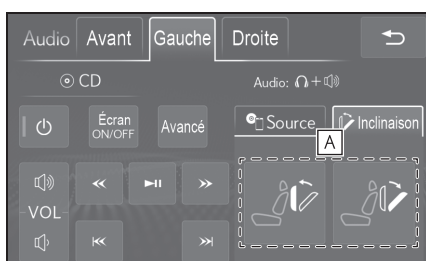 Audio Avant Gauche Droite
CD
Audio: +
Écran
ON/OFF
Avancé
Source
Inclinaison
A
VOL